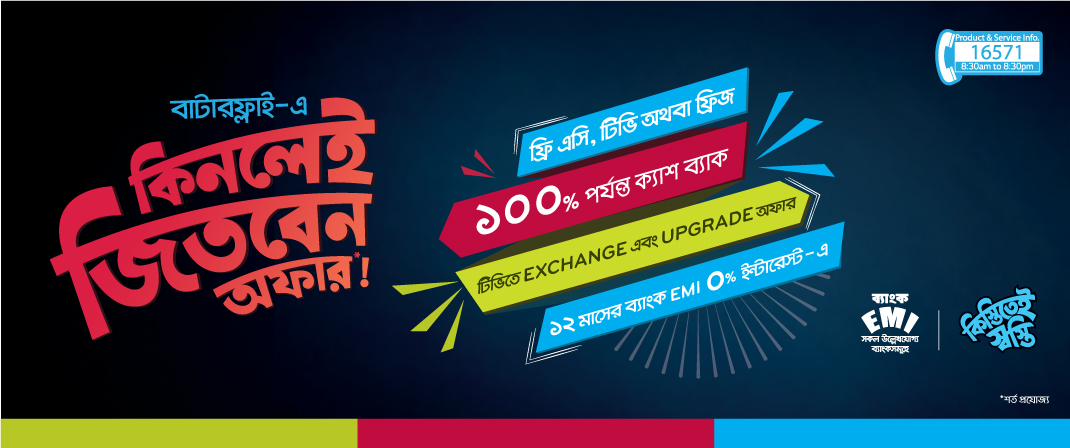 বাটারফ্লাই-এ
কিনলেই
জিতবেন
অফার*!
ফ্রি এসি, টিভি অথবা ফ্রিজ
১০০% পর্যন্ত ক্যাশ ব্যাক
টিভিতে EXCHANGE এবং UPGRADE অফার
১২ মাসের ব্যাংক EMI 0% ইন্টারেস্ট-এ
Product & Service Info.
16571
8:30am to 8:30pm
ব্যাংক
EMI
সকল উল্লেখযোগ্য
ব্যাংকসমূহে
কিস্তিতেই
স্বস্তি
*শর্ত প্রযোজ্য